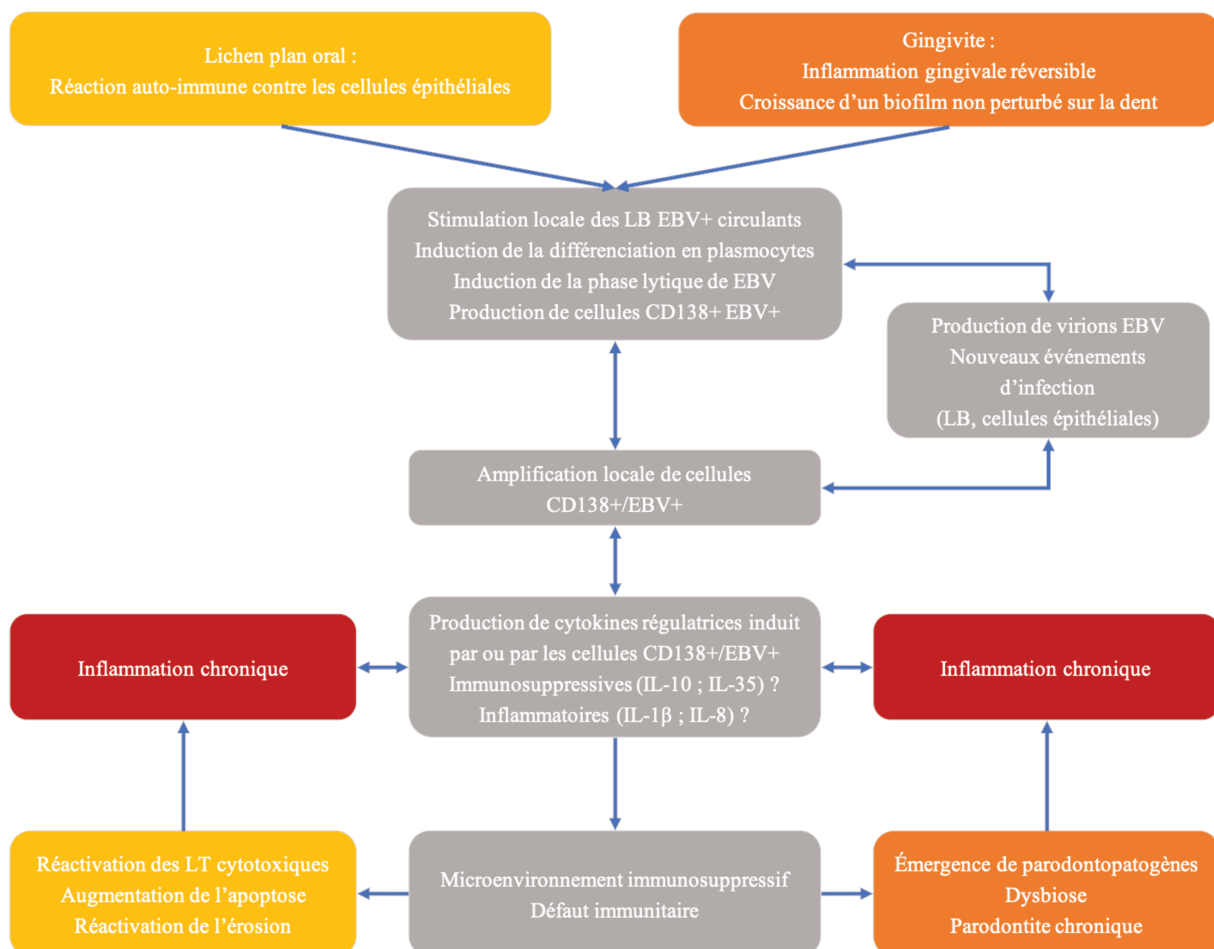 Lichen plan oral :
Réaction auto-immune contre les cellules épithéliales
Gingivite :
Inflammation gingivale réversible
Croissance d’un biofilm non perturbé sur la dent
Stimulation locale des LB EBV+ circulants
Induction de la différenciation en plasmocytes
Induction de la phase lytique de EBV
Production de cellules CD138+ EBV+
Production de virions EBV
Nouveaux événements
d’infection
(LB, cellules épithéliales)
Amplification locale de cellules
CD138+/EBV+
Inflammation chronique
Production de cytokines régulatrices induit
par ou par les cellules CD138+/EBV+
Immunosuppressives (IL-10 ; IL-35) ?
Inflammatoires (IL-1β ; IL-8) ?
Inflammation chronique
Réactivation des LT cytotoxiques
Augmentation de l’apoptose
Réactivation de l’érosion
Microenvironnement immunosuppressif
Défaut immunitaire
Émergence de parodontopatogènes
Dysbiose
Parodontite chronique